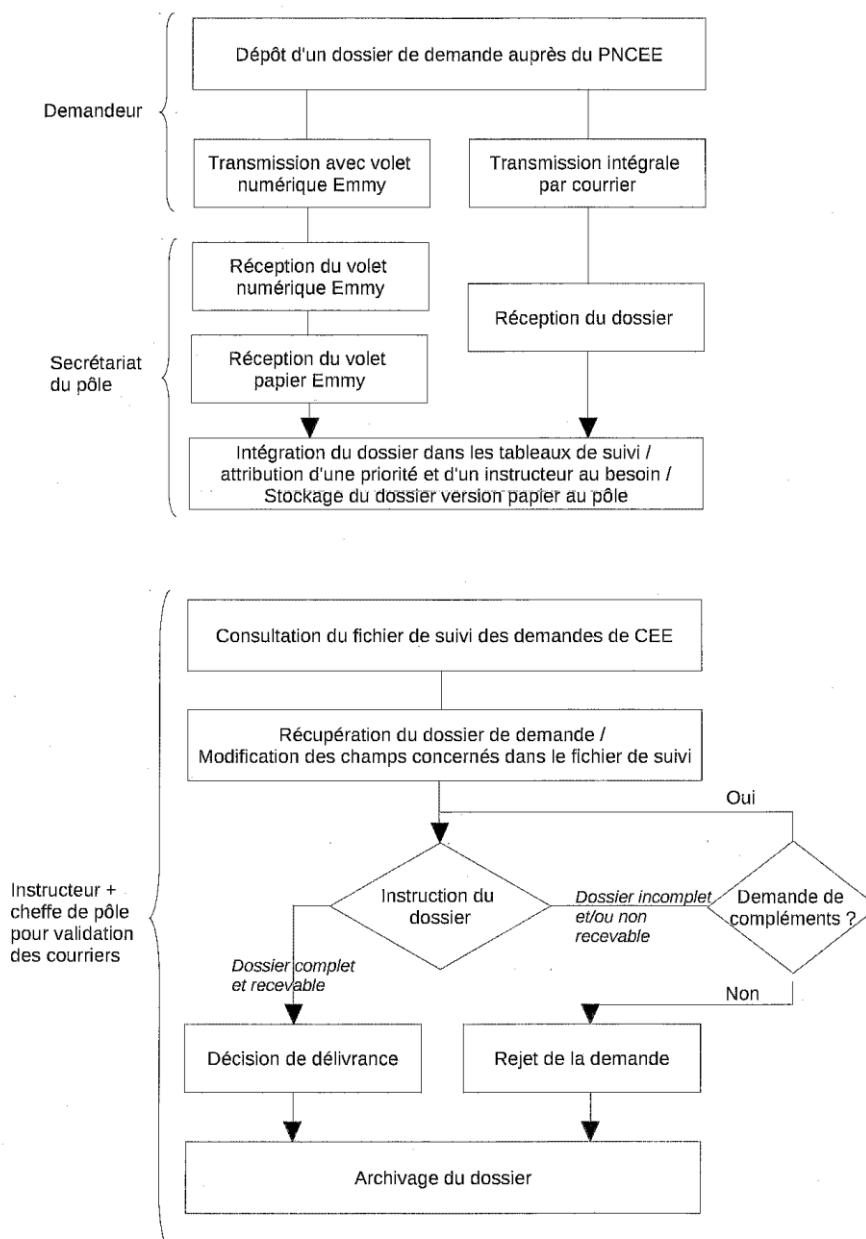 Dépôt d'un dossier de demande auprès du PNCEE
Demandeur
Transmission avec volet
numérique Emmy
Transmission intégrale
par courrier
Réception du volet
numérique Emmy
Réception du dossier
Secrétariat
du pôle
Réception du volet
papier Emmy
Intégration du dossier dans les tableaux de suivi /
attribution d'une priorité et d'un instructeur au besoin /
Stockage du dossier version papier au pôle
Consultation du fichier de suivi des demandes de CEE
Récupération du dossier de demande /
Modification des champs concernés dans le fichier de suivi
Oui
Instructeur +
cheffe de pôle
pour validation
des courriers
Instruction du
dossier
Dossier incomplet
et/ou non
recevable
Demande de
compléments ?
Dossier complet
et recevable
Non
Décision de délivrance
Rejet de la demande
Archivage du dossier